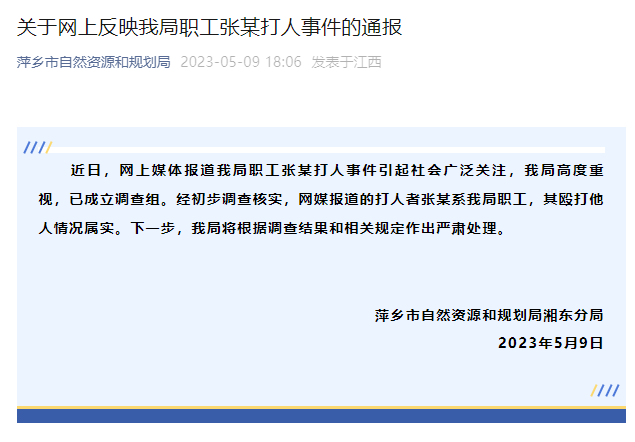 关于网上反映我局职工张某打人事件的通报
萍乡市自然资源和规划局 2023-05-09 18:06 发表于江西
近日，网上媒体报道我局职工张某打人事件引起社会广泛关注，我局高度重
视，已成立调查组。经初步调查核实，网媒报道的打人者张某系我局职工，其殴打他
人情况属实。下一步，我局将根据调查结果和相关规定作出严肃处理。
萍乡市自然资源和规划局湘东分局
2023年5月9日